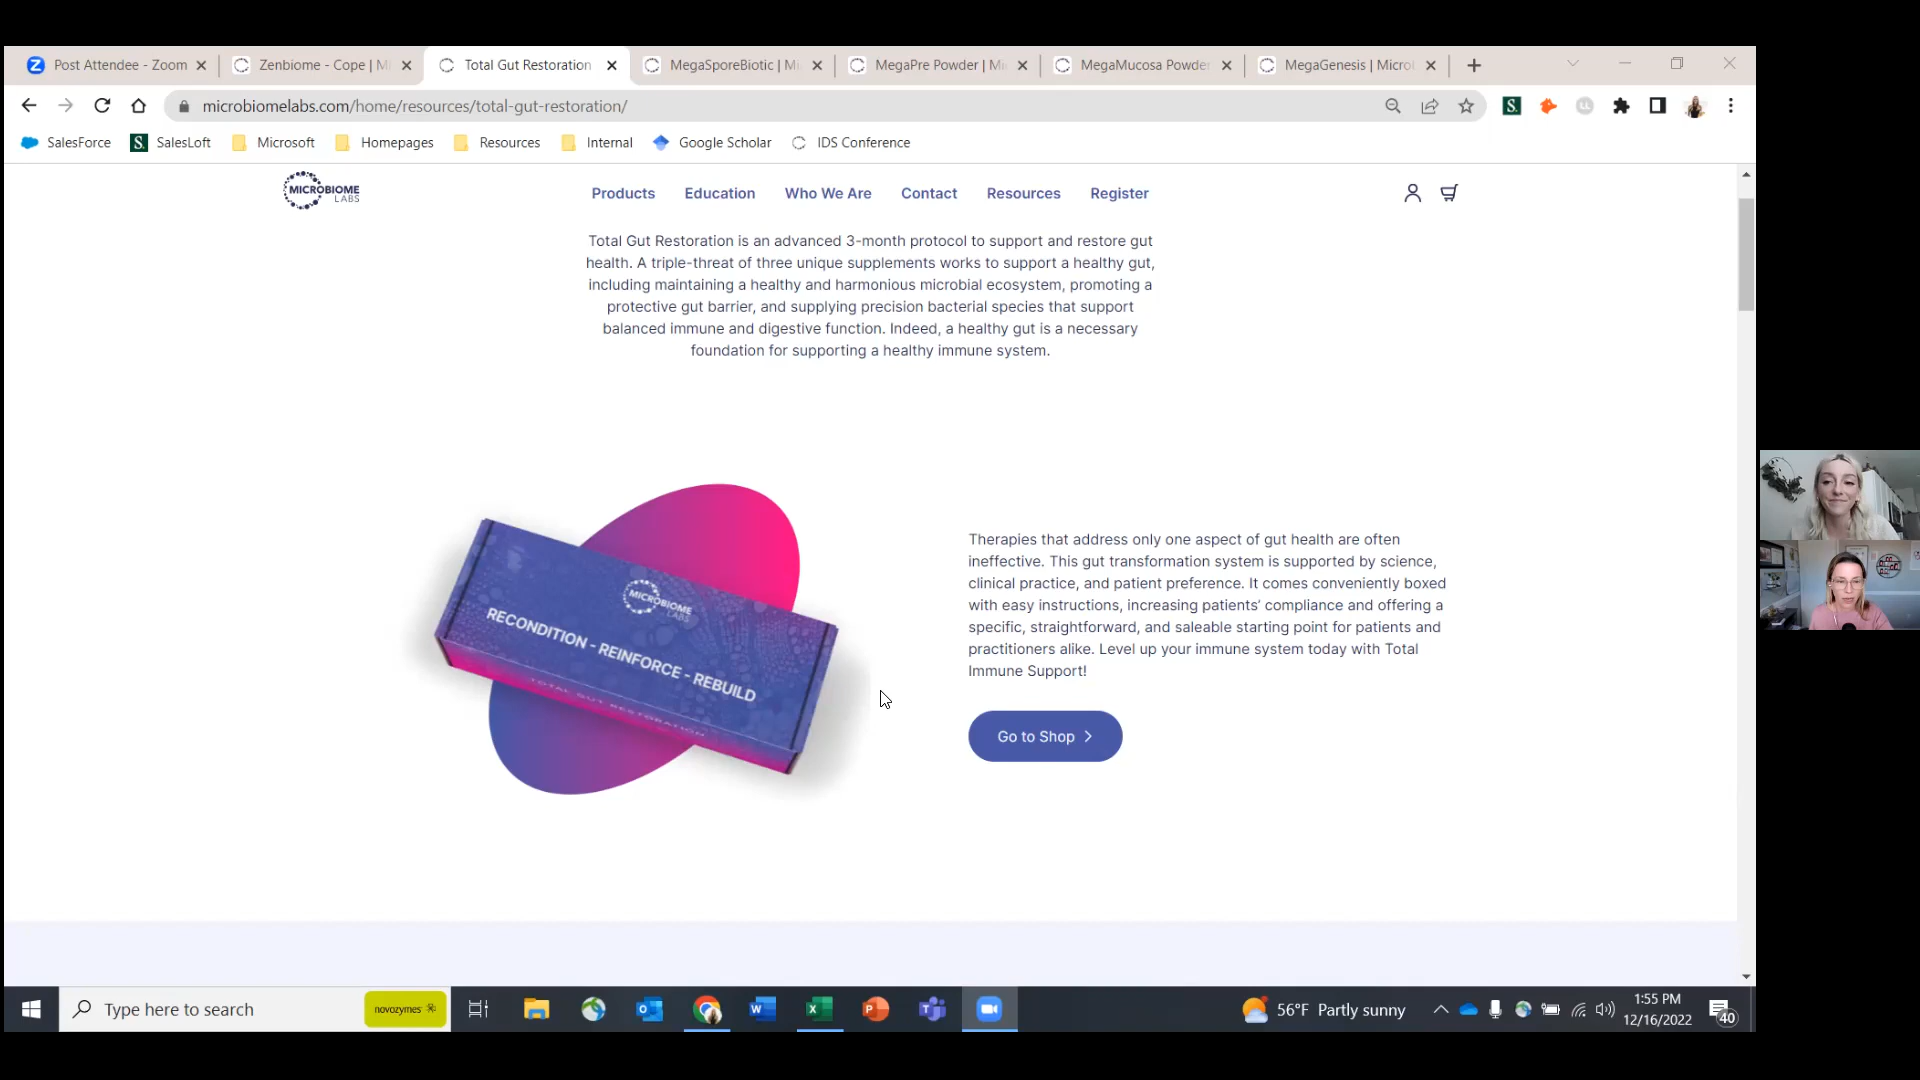 Post Attendee - Zoom
Zenbiome - Cope | Mi
Total Gut Restoration
MegaSporeBiotic | Mi
MegaPre Powder | Mi
MegaMucosa Powder
MegaGenesis | Microl
microbiomelabs.com/home/resources/total-gut-restoration/
SalesForce
SalesLoft
Microsoft
Homepages
Resources
Internal
Google Scholar
IDS Conference
MICROBIOME
LABS
Products
Education
Who We Are
Contact
Resources
Register
Total Gut Restoration is an advanced 3-month protocol to support and restore gut
health. A triple-threat of three unique supplements works to support a healthy gut,
including maintaining a healthy and harmonious microbial ecosystem, promoting a
protective gut barrier, and supplying precision bacterial species that support
balanced immune and digestive function. Indeed, a healthy gut is a necessary
foundation for supporting a healthy immune system.
MICROBIOME
LABS
RECONDITION - REINFORCE - REBUILD
TOTAL GUT RESTORATION
Therapies that address only one aspect of gut health are often
ineffective. This gut transformation system is supported by science,
clinical practice, and patient preference. It comes conveniently boxed
with easy instructions, increasing patients' compliance and offering a
specific, straightforward, and saleable starting point for patients and
practitioners alike. Level up your immune system today with Total
Immune Support!
Go to Shop
Type here to search
novozymes
56°F Partly sunny
1:55 PM
12/16/2022
40